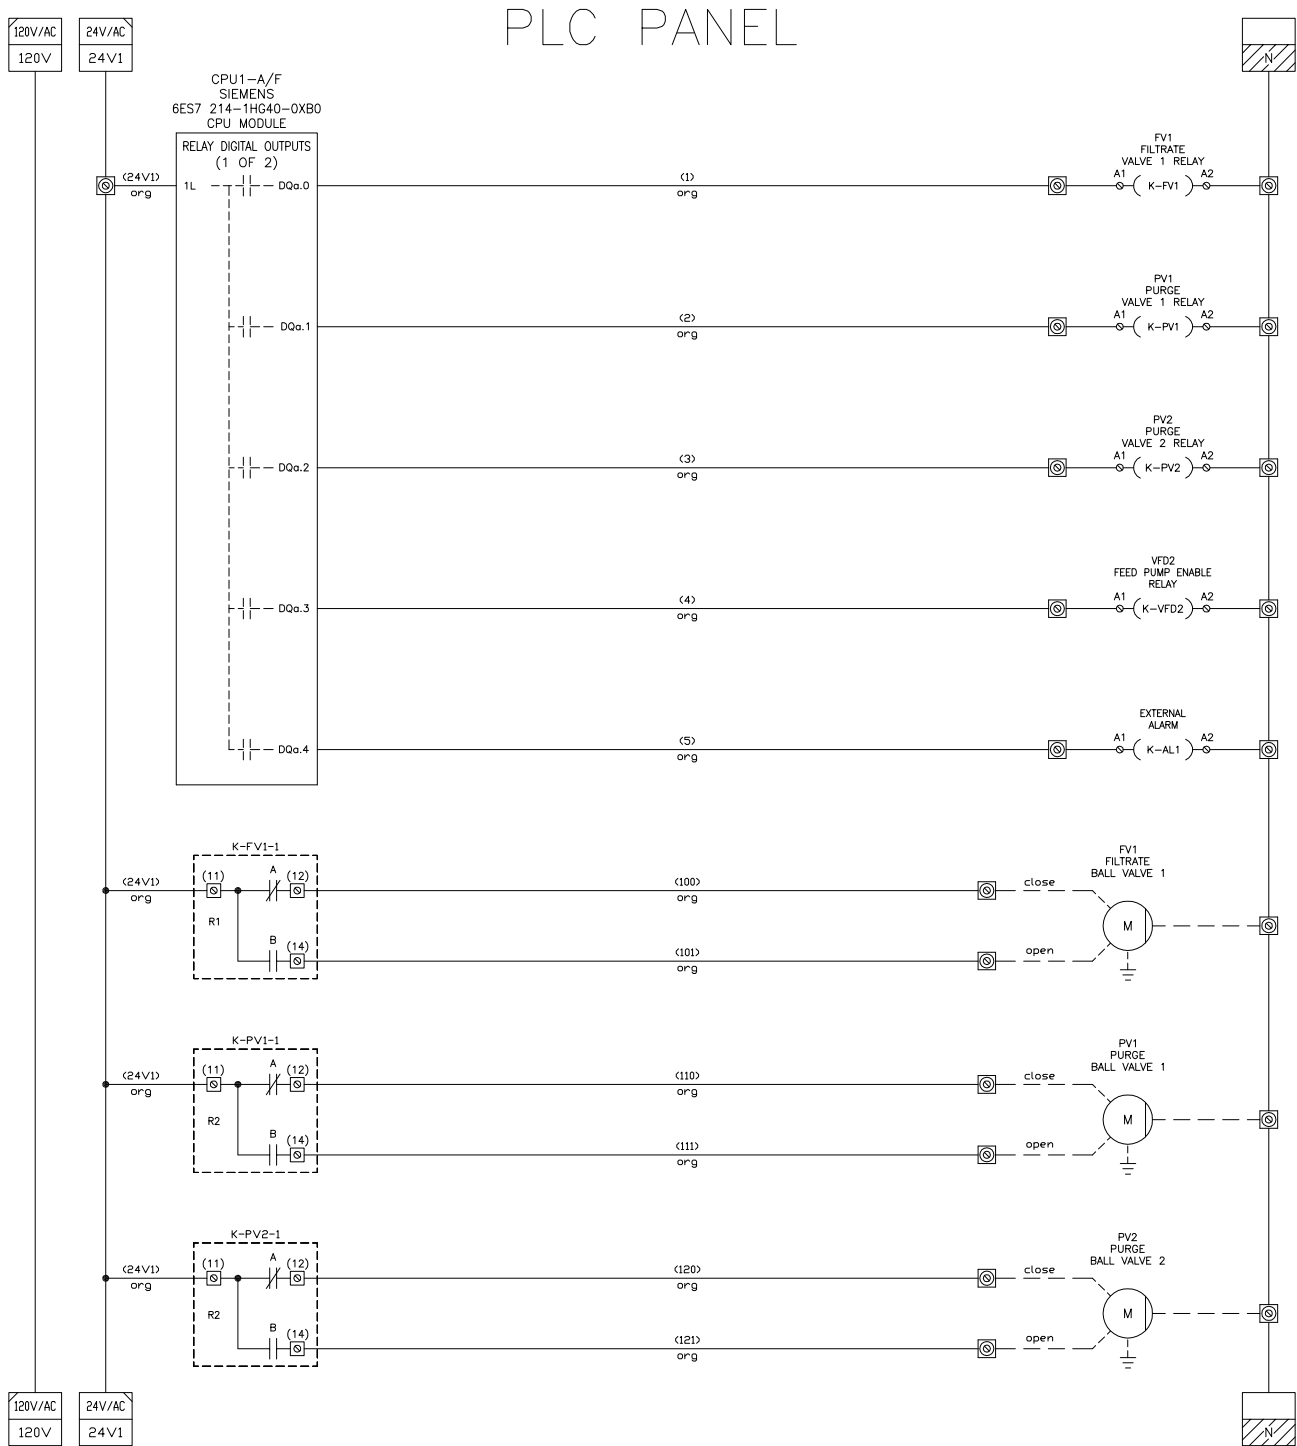 PLC PANEL
120V/AC
120V
24V/AC
24V1
N
CPU1-A/F
SIEMENS
6ES7 214-1HG40-0XB0
CPU MODULE
RELAY DIGITAL OUTPUTS
(1 OF 2)
(24V1)
org
1L
DQa.0
(1)
org
FV1
FILTRATE
VALVE 1 RELAY
A1
K-FV1
A2
DQa.1
(2)
org
PV1
PURGE
VALVE 1 RELAY
A1
K-PV1
A2
DQa.2
(3)
org
PV2
PURGE
VALVE 2 RELAY
A1
K-PV2
A2
DQa.3
(4)
org
VFD2
FEED PUMP ENABLE
RELAY
A1
K-VFD2
A2
DQa.4
(5)
org
EXTERNAL
ALARM
A1
K-AL1
A2
K-FV1-1
(24V1)
org
(11)
A
(12)
R1
B
(14)
(100)
org
(101)
org
close
open
FV1
FILTRATE
BALL VALVE 1
M
K-PV1-1
(24V1)
org
(11)
A
(12)
R2
B
(14)
(110)
org
(111)
org
close
open
PV1
PURGE
BALL VALVE 1
M
K-PV2-1
(24V1)
org
(11)
A
(12)
R2
B
(14)
(120)
org
(121)
org
close
open
PV2
PURGE
BALL VALVE 2
M
120V/AC
120V
24V/AC
24V1
N